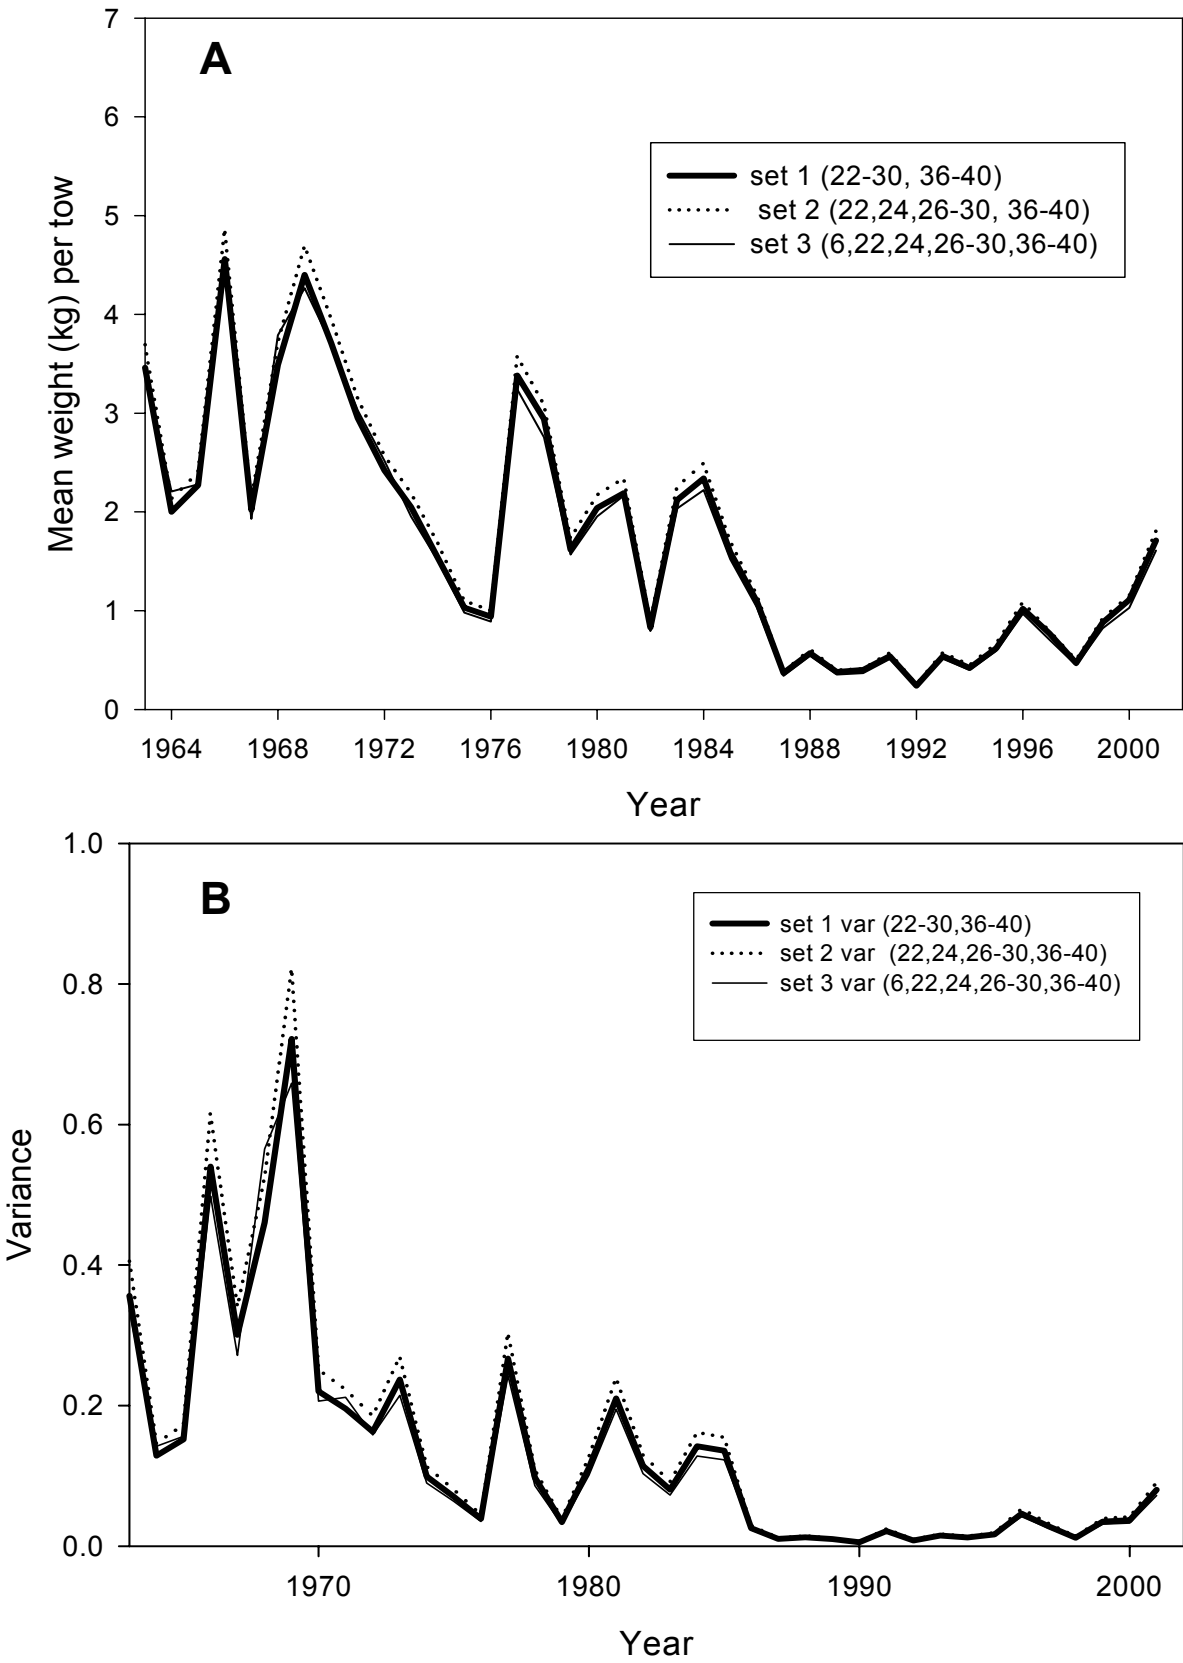 7
A
6
set 1 (22-30, 36-40)
5
set 2 (22,24,26-30, 36-40)
set 3 (6,22,24,26-30,36-40)
4
3
2
1
0
Mean weight (kg) per tow
1964 1968 1972 1976 1980 1984 1988 1992 1996 2000
Year
1.0
B
set 1 var (22-30,36-40)
set 2 var (22,24,26-30,36-40)
set 3 var (6,22,24,26-30,36-40)
0.8
0.6
0.4
0.2
0.0
Variance
1970 1980 1990 2000
Year